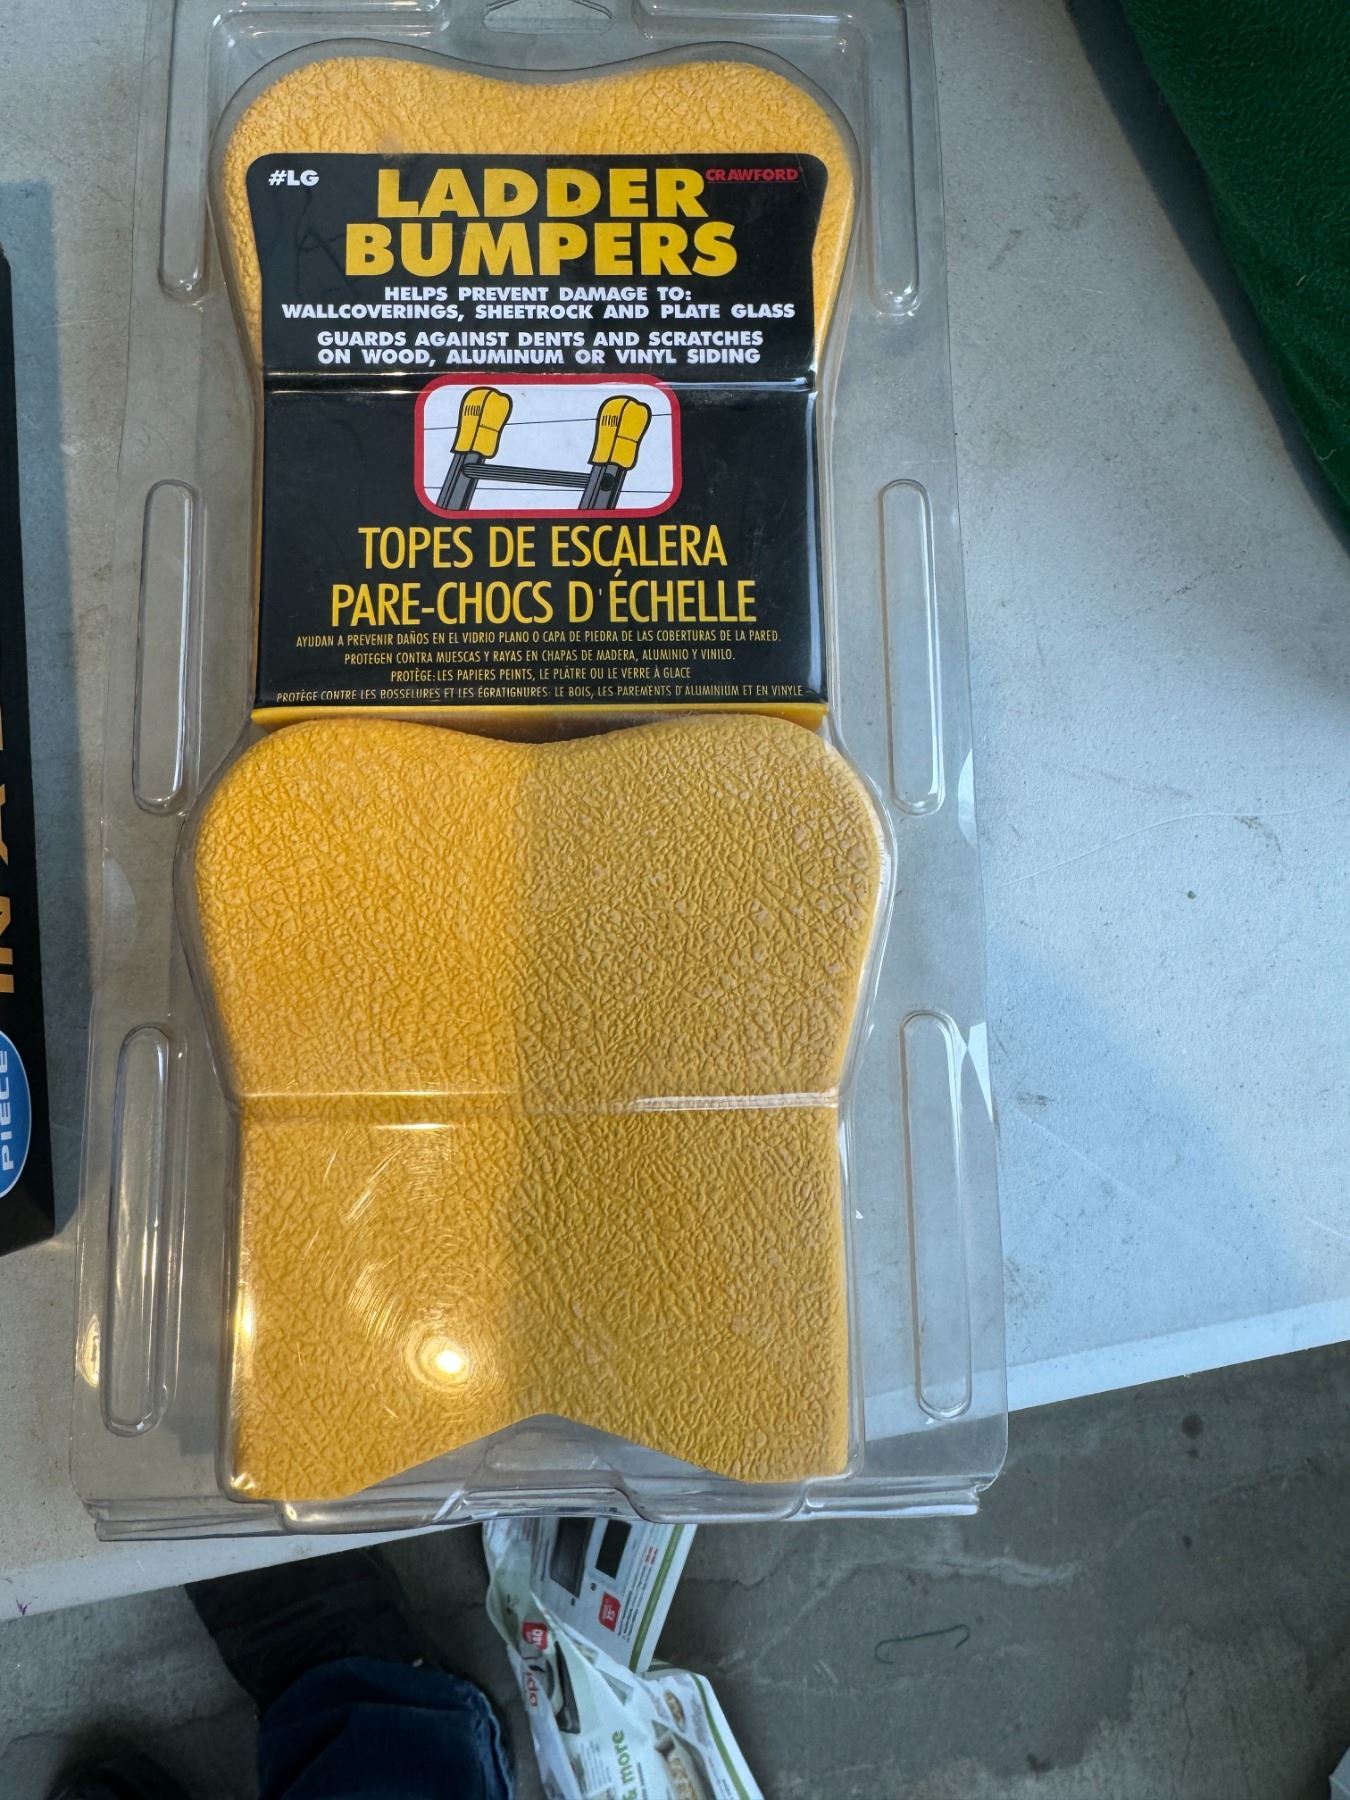 #LG
CRAWFORD
LADDER
BUMPERS
HELPS PREVENT DAMAGE TO:
WALLCOVERINGS, SHEETROCK AND PLATE GLASS
GUARDS AGAINST DENTS AND SCRATCHES
ON WOOD, ALUMINUM OR VINYL SIDING
TOPES DE ESCALERA
PARE-CHOCS D'ÉCHELLE
AYUDAN A PREVENIR DAÑOS EN EL VIDRIO PLANO O CAPA DE PIEDRA DE LAS COBERTURAS DE LA PARED.
PROTEGEN CONTRA MUESCAS Y RAYAS EN CHAPAS DE MADERA, ALUMINIO Y VINILO.
PROTÈGE: LES PAPIERS PEINTS, LE PLÂTRE OU LE VERRE À GLACE
PROTÈGE CONTRE LES BOSSELURES ET LES ÉGRATIGNURES: LE BOIS, LES PAREMENTS D'ALUMINIUM ET EN VINYLE
PIECE
more